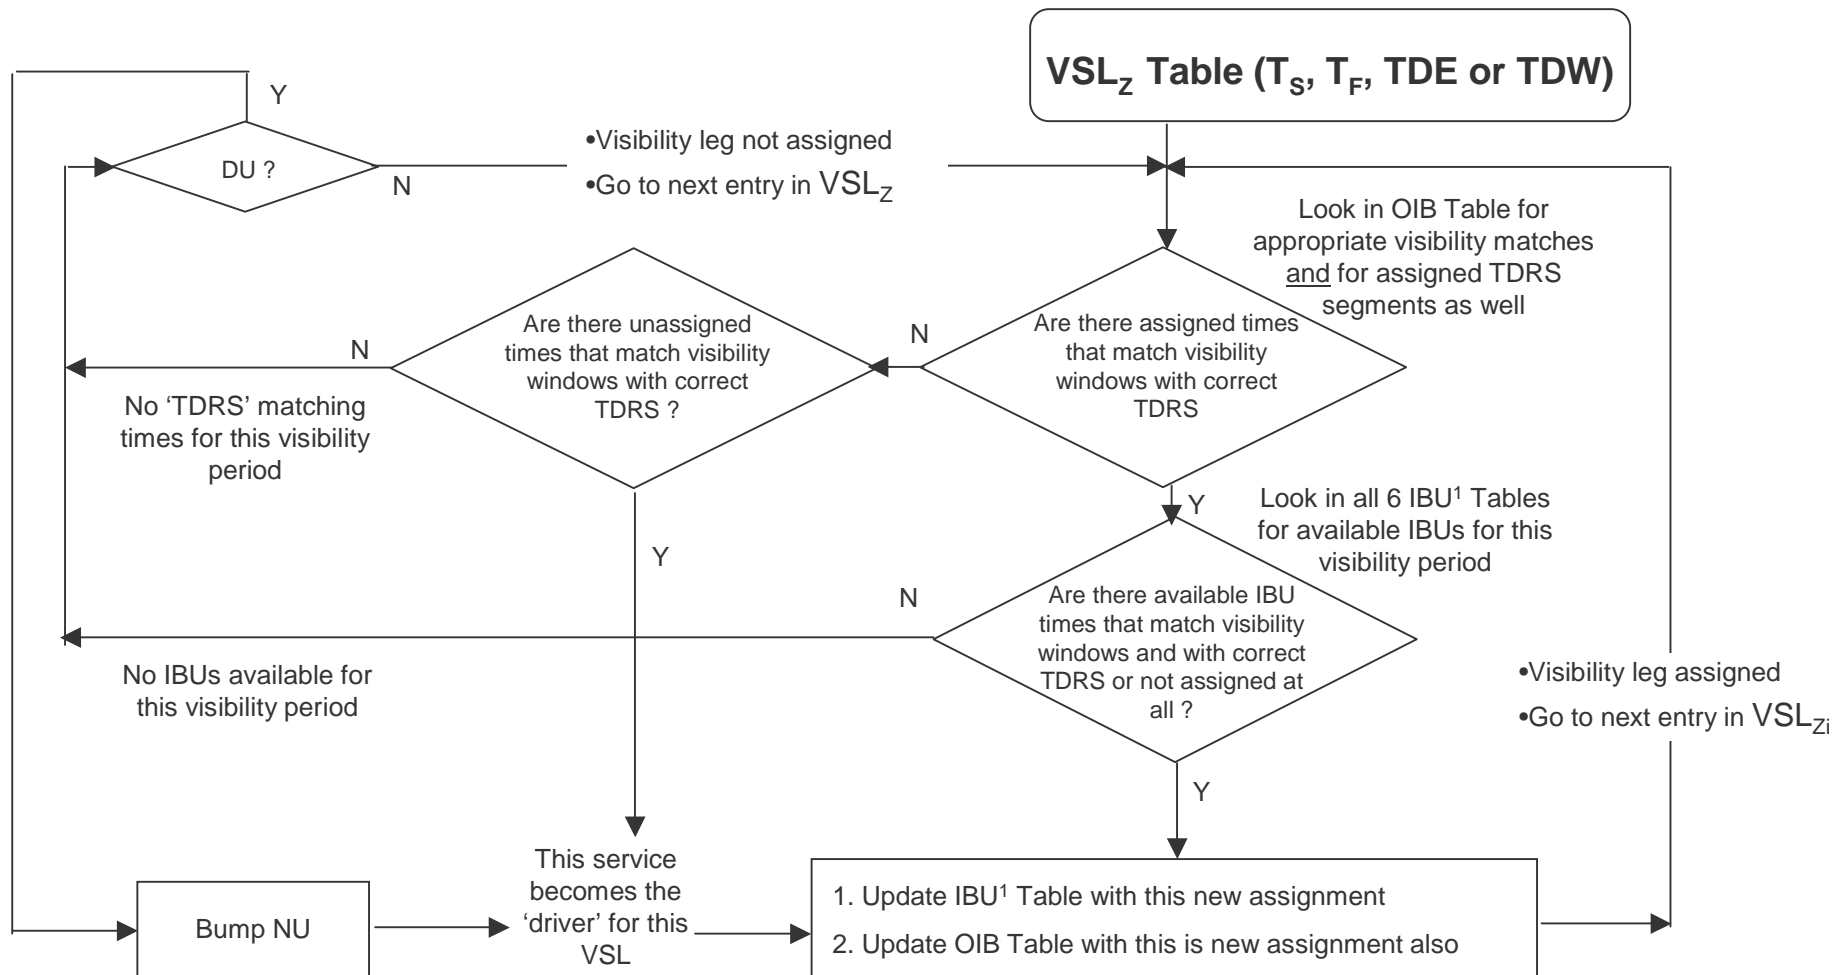 VSLZ Table (TS, TF, TDE or TDW)
Y
DU ?
N
•Visibility leg not assigned
•Go to next entry in VSLZ
Look in OIB Table for
appropriate visibility matches
and for assigned TDRS
segments as well
Are there unassigned
times that match visibility
windows with correct
TDRS ?
N
Are there assigned times
that match visibility
windows with correct
TDRS
N
No ‘TDRS’ matching
times for this visibility
period
Y
Look in all 6 IBU¹ Tables
for available IBUs for this
visibility period
Y
N
Are there available IBU
times that match visibility
windows and with correct
TDRS or not assigned at
all ?
No IBUs available for
this visibility period
•Visibility leg assigned
•Go to next entry in VSLZi
Y
Bump NU
This service
becomes the
‘driver’ for this
VSL
1. Update IBU¹ Table with this new assignment
2. Update OIB Table with this is new assignment also